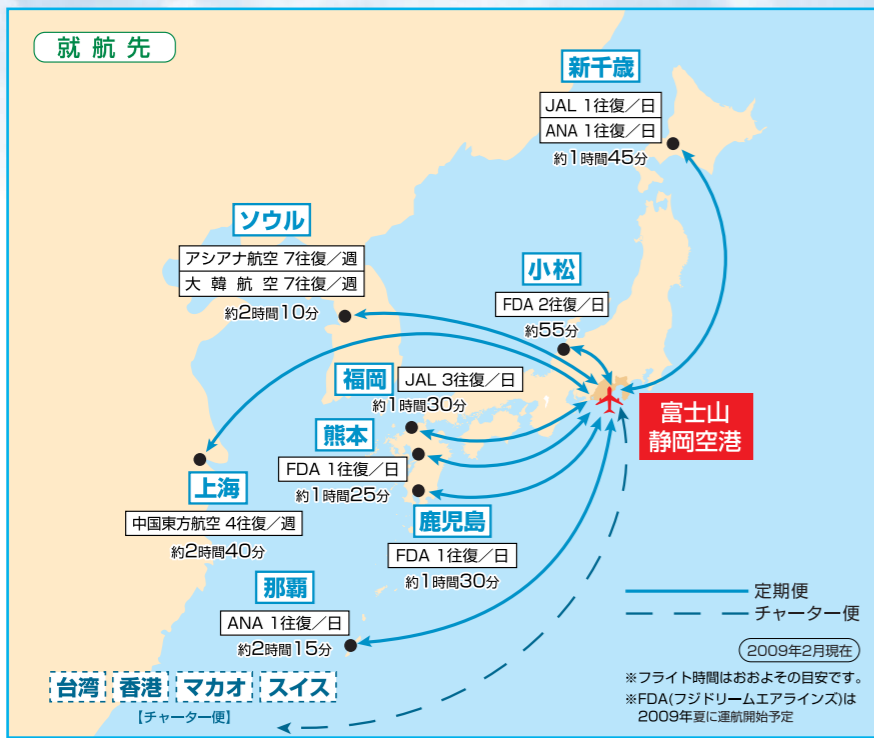 就航先
新千歳
JAL 1往復／日
ANA 1往復／日
約1時間45分
ソウル
アシアナ航空 7往復／週
大韓航空 7往復／週
約2時間10分
小松
FDA 2往復／日
約55分
福岡
JAL 3往復／日
約1時間30分
富士山
静岡空港
熊本
FDA 1往復／日
約1時間25分
上海
中国東方航空 4往復／週
約2時間40分
鹿児島
FDA 1往復／日
約1時間30分
那覇
ANA 1往復／日
約2時間15分
定期便
チャーター便
2009年2月現在
※フライト時間はおおよその目安です。
※FDA(フジドリームエアラインズ)は
2009年夏に運航開始予定
台湾 香港 マカオ スイス
【チャーター便】